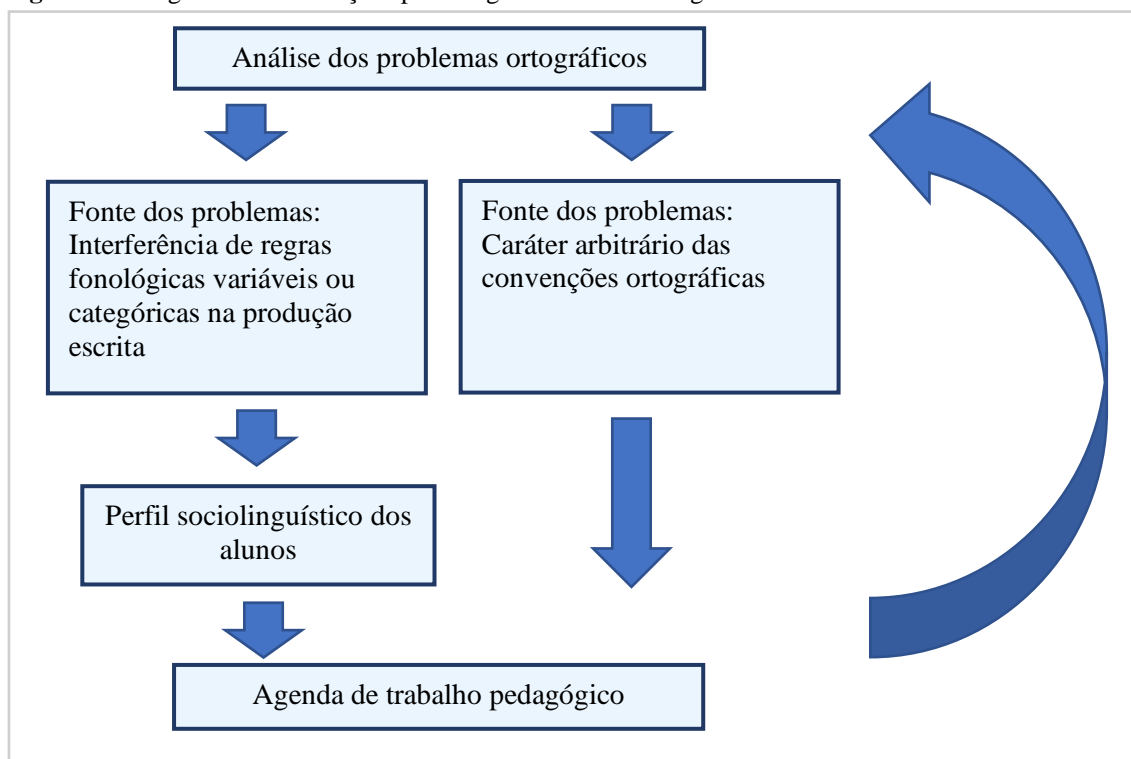 Análise dos problemas ortográficos
Fonte dos problemas:
Interferência de regras
fonológicas variáveis ou
categóricas na produção
escrita
Fonte dos problemas:
Caráter arbitrário das
convenções ortográficas
Perfil sociolinguístico dos
alunos
Agenda de trabalho pedagógico